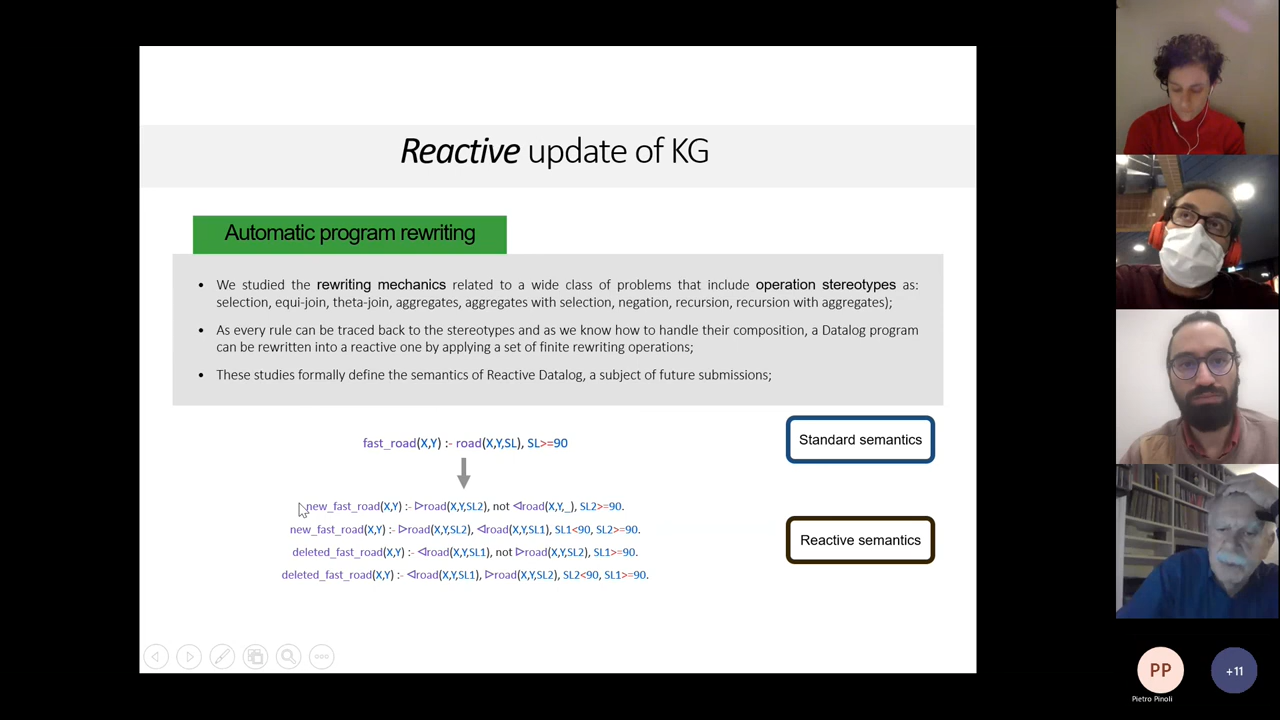 Reactive update of KG
Automatic program rewriting
• We studied the rewriting mechanics related to a wide class of problems that include operation stereotypes as:
selection, equi-join, theta-join, aggregates, aggregates with selection, negation, recursion, recursion with aggregates);
• As every rule can be traced back to the stereotypes and as we know how to handle their composition, a Datalog program
can be rewritten into a reactive one by applying a set of finite rewriting operations;
• These studies formally define the semantics of Reactive Datalog, a subject of future submissions;
fast_road(X,Y) :- road(X,Y,SL), SL>=90
Standard semantics
new_fast_road(X,Y) :- ▷road(X,Y,SL2), not ◁road(X,Y,_), SL2>=90.
new_fast_road(X,Y) :- ▷road(X,Y,SL2), ◁road(X,Y,SL1), SL1<90, SL2>=90.
deleted_fast_road(X,Y) :- ◁road(X,Y,SL1), not ▷road(X,Y,SL2), SL1>=90.
deleted_fast_road(X,Y) :- ◁road(X,Y,SL1), ▷road(X,Y,SL2), SL2<90, SL1>=90.
Reactive semantics
PP
Pietro Pinoli
+11